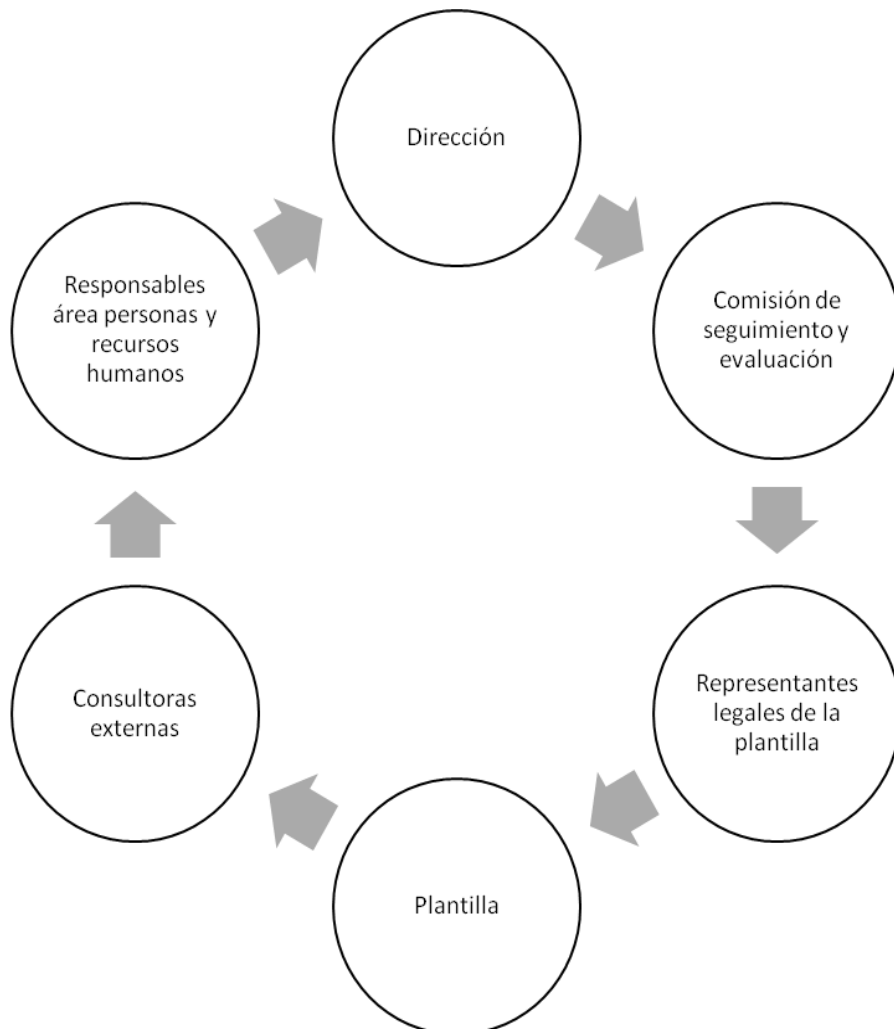 Dirección
Comisión de
seguimiento y
evaluación
Representantes
legales de la
plantilla
Plantilla
Consultoras
externas
Responsables
área personas y
recursos
humanos